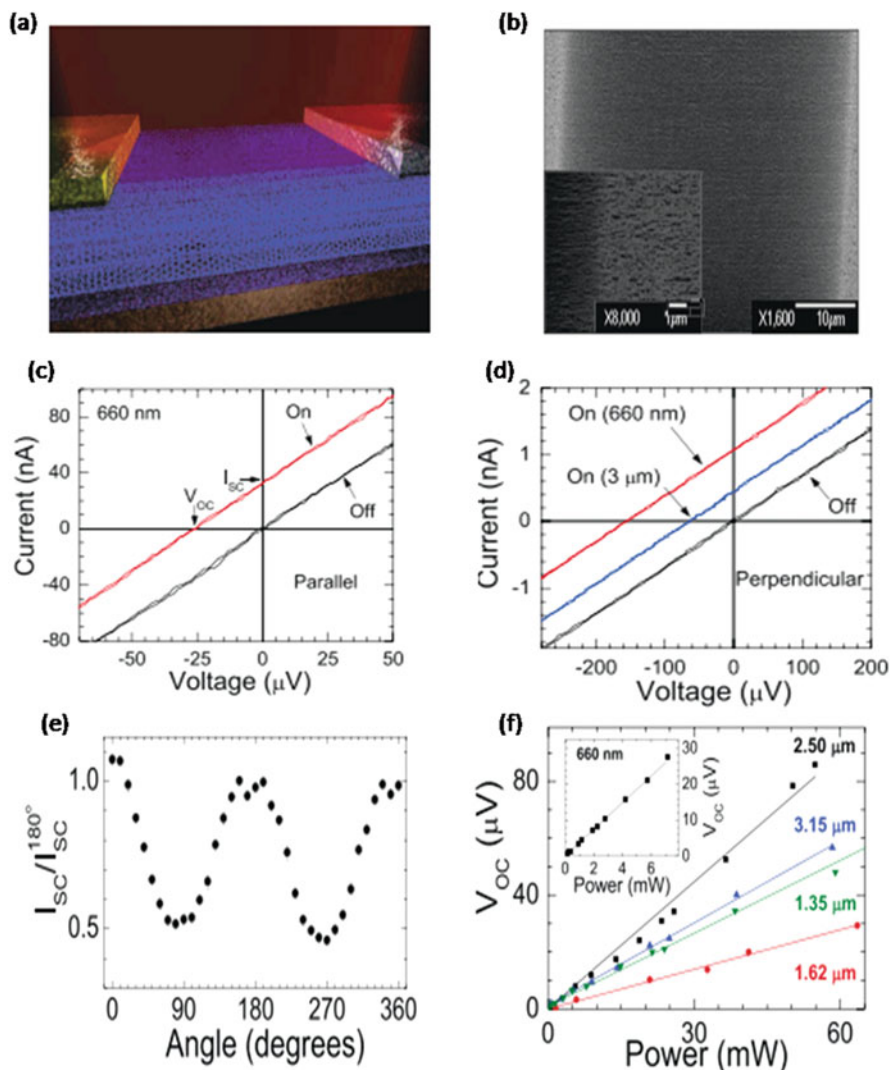 (a)
(b)
X8,000 1μm
X1,600 10μm
(c)
80
40
0
-40
-80
Current (nA)
660 nm
On
I_SC
V_OC
Off
Parallel
-50 -25 0 25 50
Voltage (μV)
(d)
2
1
0
-1
Current (nA)
On (660 nm)
On (3 μm)
Off
Perpendicular
-200 -100 0 100 200
Voltage (μV)
(e)
1.0
0.5
I_SC/I_SC^180°
0 90 180 270 360
Angle (degrees)
(f)
80
40
0
V_OC (μV)
660 nm
30
20
10
0
V_OC (μV)
0 2 4 6
Power (mW)
2.50 μm
3.15 μm
1.35 μm
1.62 μm
0 30 60
Power (mW)